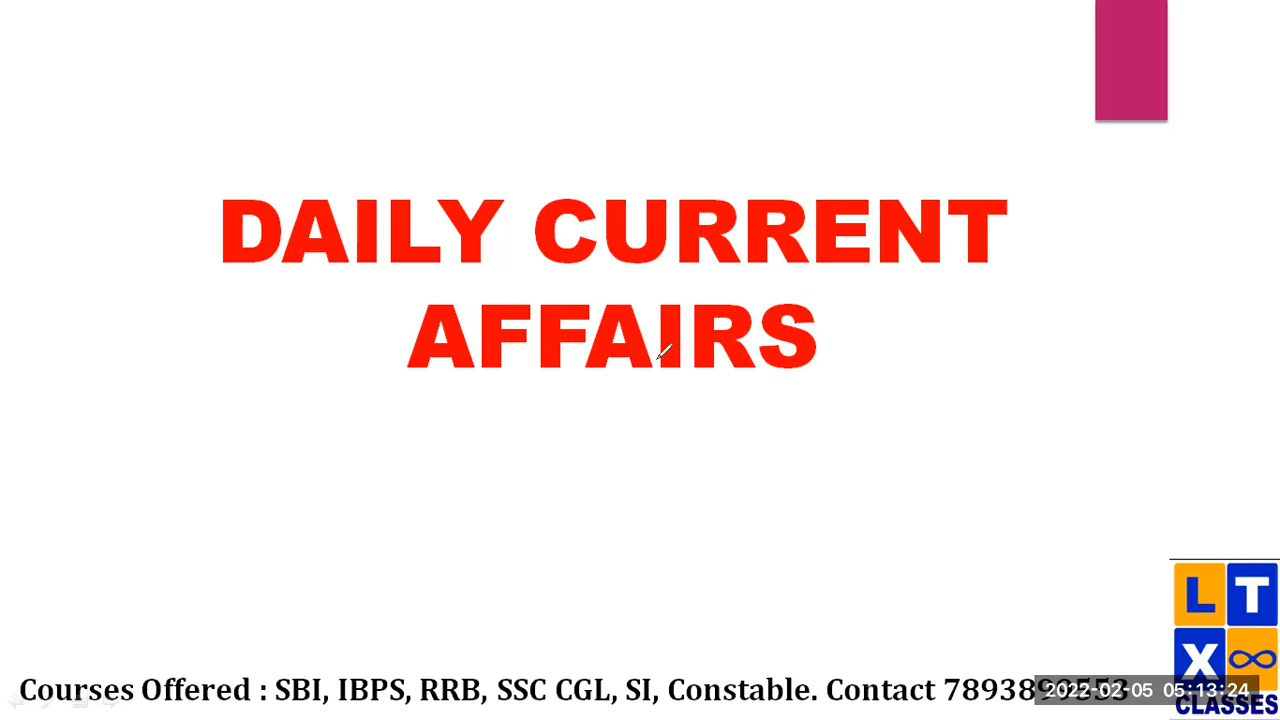 DAILY CURRENT
AFFAIRS
L T
X ∞
CLASSES
Courses Offered : SBI, IBPS, RRB, SSC CGL, SI, Constable. Contact
2022-02-05 05:13:24